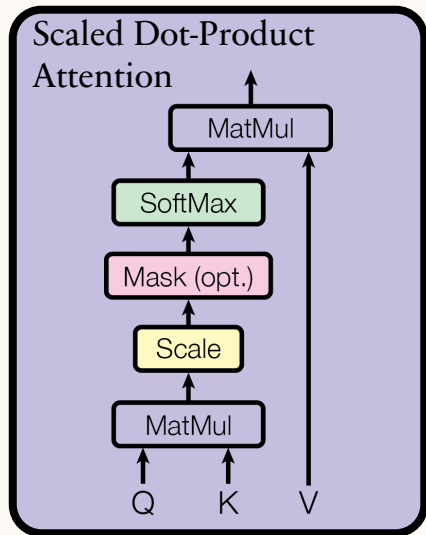 Scaled Dot-Product
Attention
MatMul
SoftMax
Mask (opt.)
Scale
MatMul
Q K V